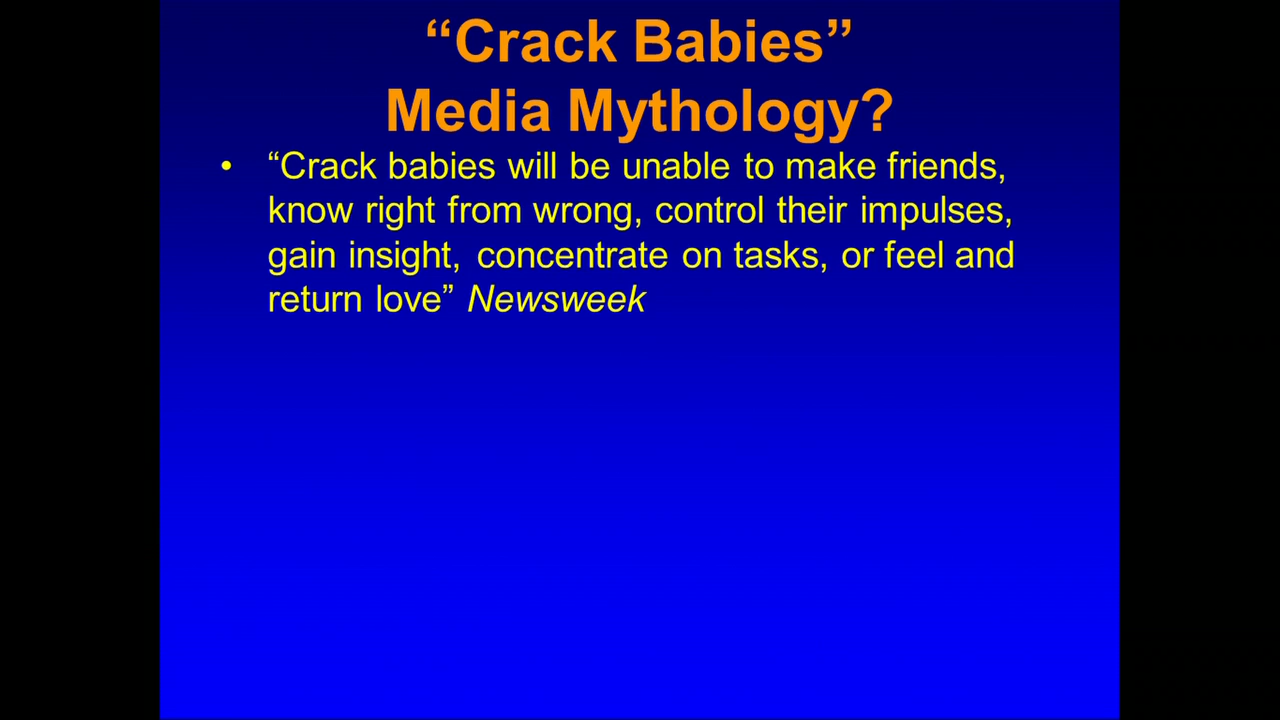 “Crack Babies”
Media Mythology?
• “Crack babies will be unable to make friends,
know right from wrong, control their impulses,
gain insight, concentrate on tasks, or feel and
return love” Newsweek